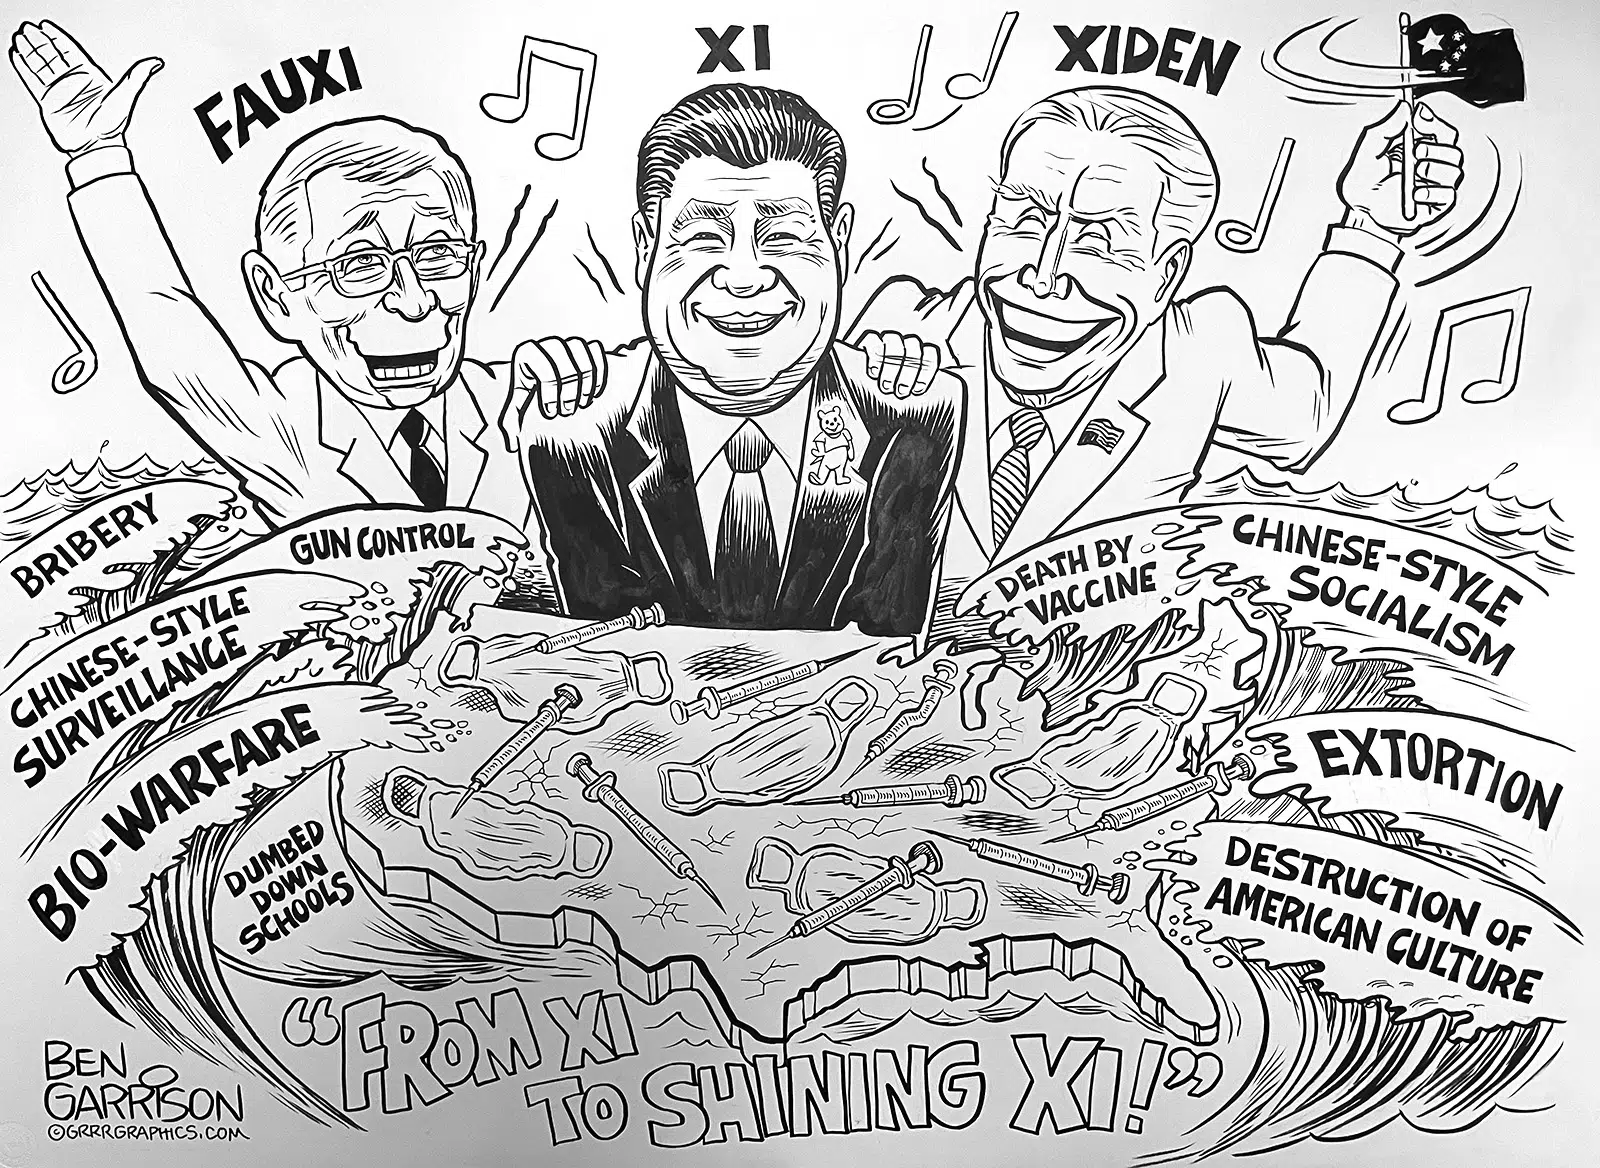 FAUXI
XI
XIDEN
BRIBERY
GUN CONTROL
CHINESE-STYLE
SURVEILLANCE
BIO-WARFARE
DUMBED
DOWN
SCHOOLS
DEATH BY
VACCINE
CHINESE-STYLE
SOCIALISM
EXTORTION
DESTRUCTION OF
AMERICAN CULTURE
"FROM XI
TO SHINING XI!"
BEN
GARRISON
©GRRRGRAPHICS.COM